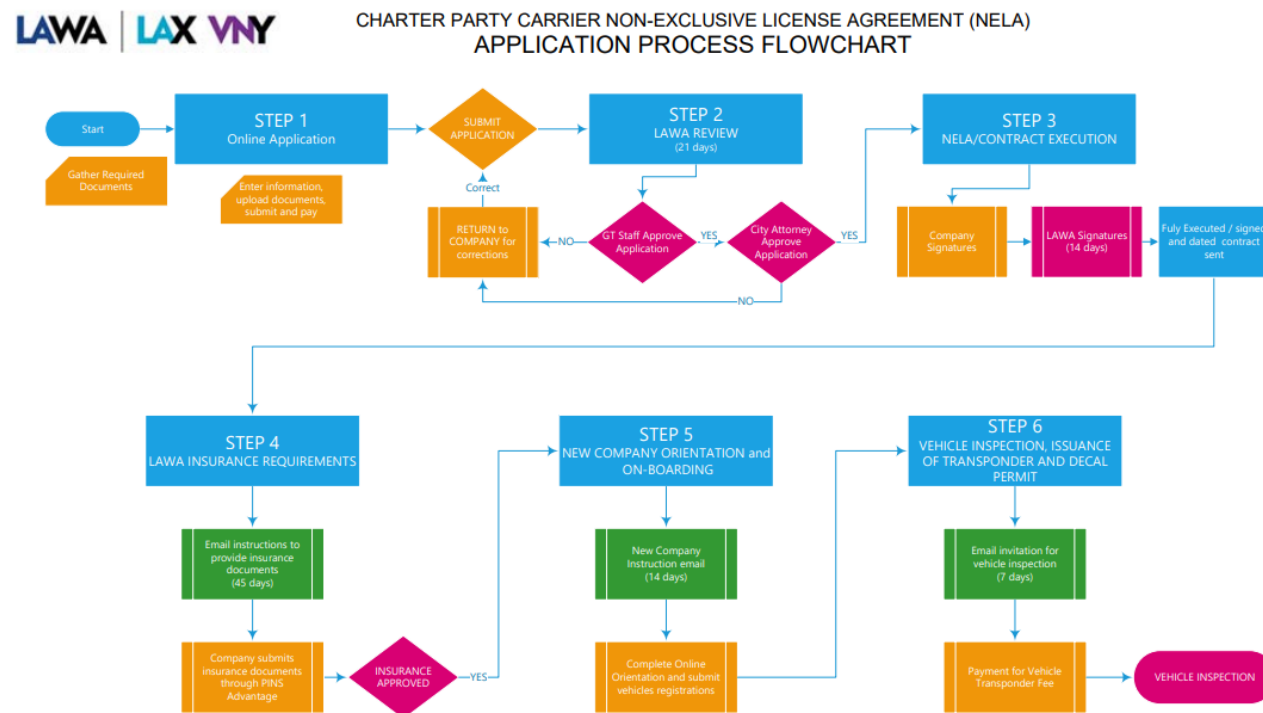 LAWA LAX VNY
CHARTER PARTY CARRIER NON-EXCLUSIVE LICENSE AGREEMENT (NELA)
APPLICATION PROCESS FLOWCHART
Start
STEP 1
Online Application
SUBMIT
APPLICATION
STEP 2
LAWA REVIEW
(21 days)
STEP 3
NELA/CONTRACT EXECUTION
Gather Required
Documents
Enter information,
upload documents,
submit and pay
Correct
RETURN to
COMPANY for
corrections
NO
GT Staff Approve
Application
YES
City Attorney
Approve
Application
YES
NO
Company
Signatures
LAWA Signatures
(14 days)
Fuly Executed / signed
and dated contract
sent
STEP 4
LAWA INSURANCE REQUIREMENTS
STEP 5
NEW COMPANY ORIENTATION and
ON-BOARDING
STEP 6
VEHICLE INSPECTION, ISSUANCE
OF TRANSPONDER AND DECAL
PERMIT
Email instructions to
provide insurance
documents
(45 days)
New Company
Instruction email
(14 days)
Email invitation for
vehicle inspection
(7 days)
Company submits
insurance documents
through PINS
Advantage
INSURANCE
APPROVED
YES
Complete Online
Orientation and submit
vehicles registrations
Payment for Vehicle
Transponder Fee
VEHICLE INSPECTION